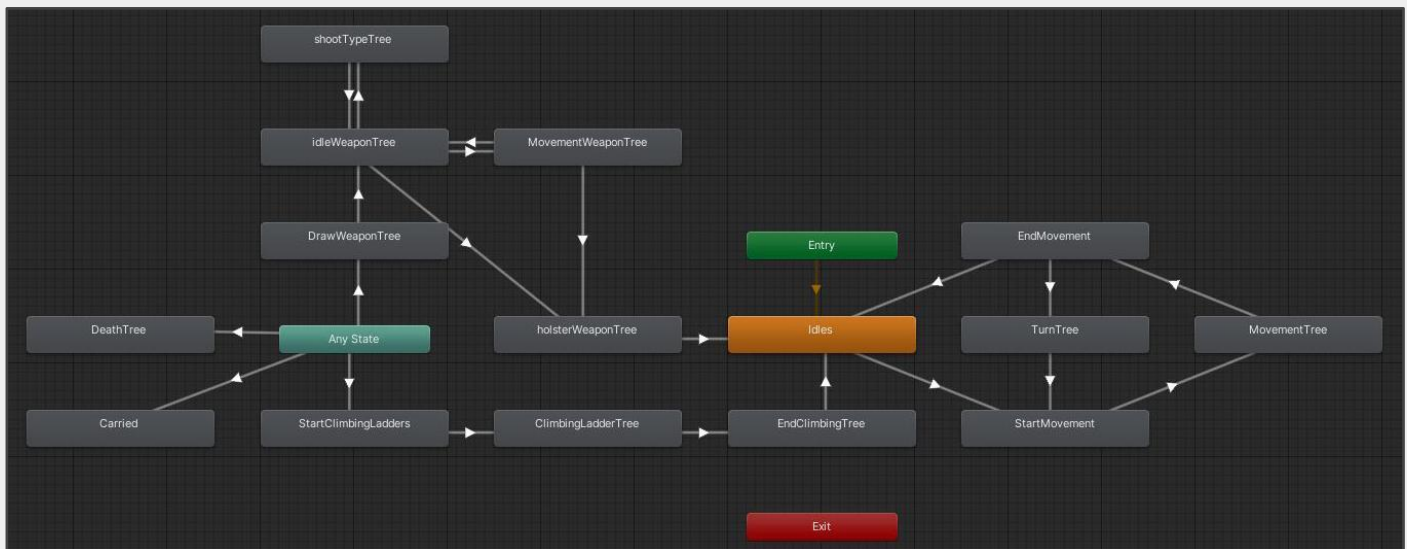 shootTypeTree
idleWeaponTree
MovementWeaponTree
DrawWeaponTree
Entry
EndMovement
DeathTree
Any State
holsterWeaponTree
Idles
TurnTree
MovementTree
Carried
StartClimbingLadders
ClimbingLadderTree
EndClimbingTree
StartMovement
Exit